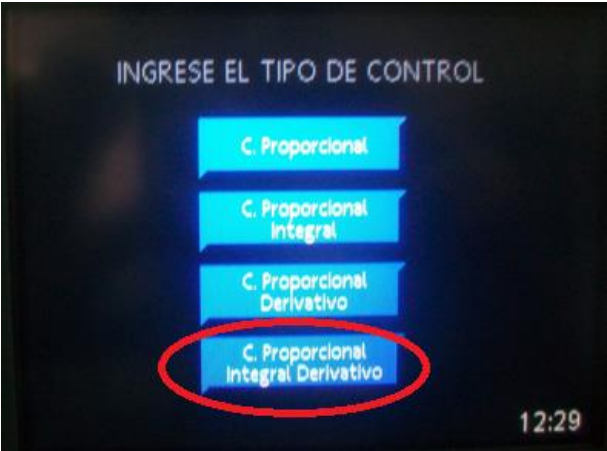 INGRESE EL TIPO DE CONTROL
C. Proporcional
C. Proporcional
Integral
C. Proporcional
Derivativo
C. Proporcional
Integral Derivativo
12:29